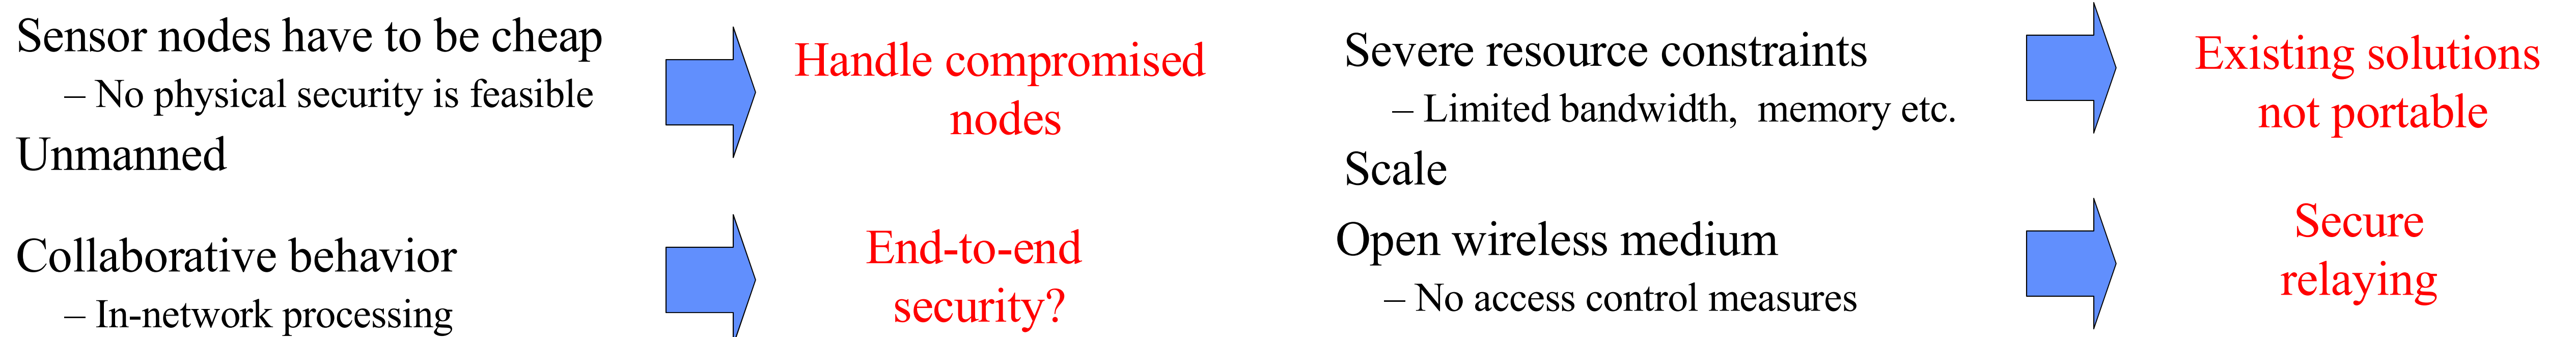 Sensor nodes have to be cheap
– No physical security is feasible
Unmanned
Handle compromised
nodes
Collaborative behavior
– In-network processing
End-to-end
security?
Severe resource constraints
– Limited bandwidth, memory etc.
Scale
Existing solutions
not portable
Open wireless medium
– No access control measures
Secure
relaying